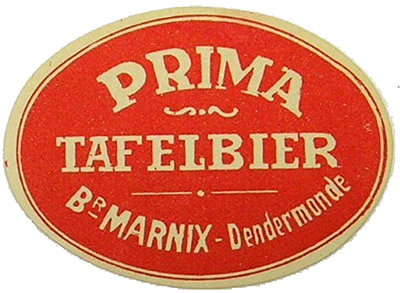 PRIMA
TAFELBIER
BR MARNIX - Dendermonde